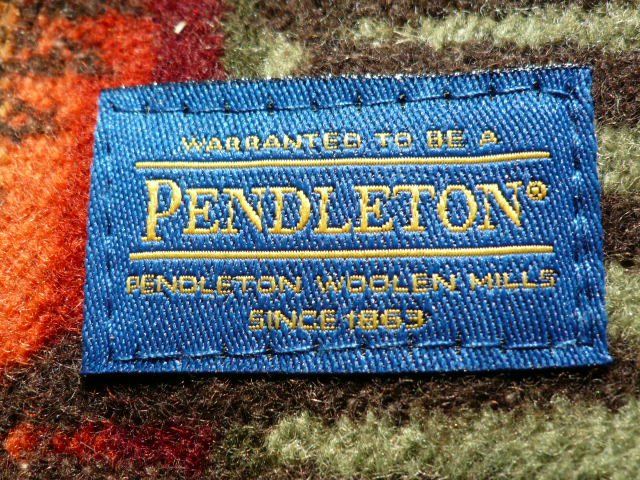 WARRANTED TO BE A
PENDLETON®
PENDLETON WOOLEN MILLS
SINCE 1863